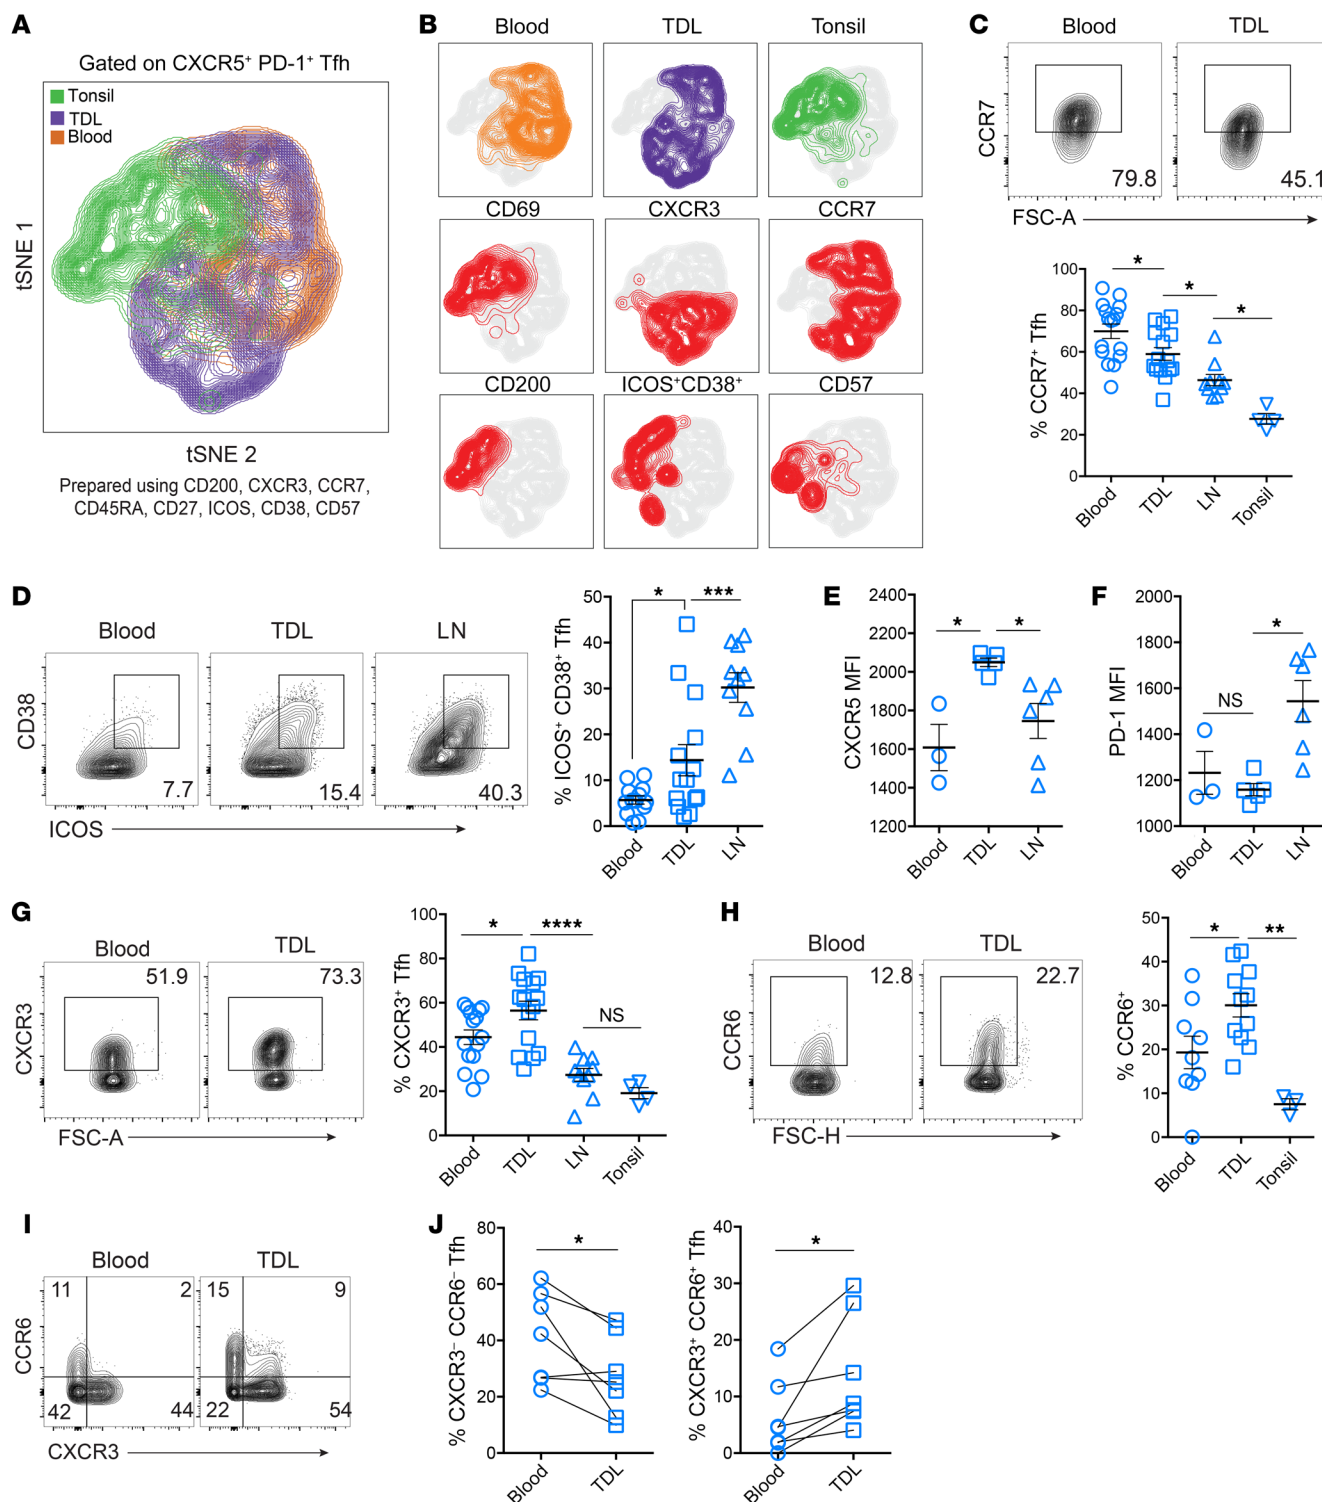 A
Gated on CXCR5⁺ PD-1⁺ Tfh
Tonsil
TDL
Blood
tSNE 1
tSNE 2
Prepared using CD200, CXCR3, CCR7,
CD45RA, CD27, ICOS, CD38, CD57
B
Blood TDL Tonsil
CD69 CXCR3 CCR7
CD200 ICOS⁺CD38⁺ CD57
C
Blood TDL
CCR7
79.8 45.1
FSC-A
% CCR7⁺ Tfh
100
80
60
40
20
0
* * *
Blood TDL LN Tonsil
D
Blood TDL LN
CD38
7.7 15.4 40.3
ICOS
% ICOS⁺ CD38⁺ Tfh
50
40
30
20
10
0
* ***
Blood TDL LN
E
CXCR5 MFI
2400
2200
2000
1800
1600
1400
1200
* *
Blood TDL LN
F
PD-1 MFI
2000
1800
1600
1400
1200
1000
NS *
Blood TDL LN
G
Blood TDL
51.9 73.3
CXCR3
FSC-A
% CXCR3⁺ Tfh
100
80
60
40
20
0
* **** NS
Blood TDL LN Tonsil
H
Blood TDL
12.8 22.7
CCR6
FSC-H
% CCR6⁺
50
40
30
20
10
0
* **
Blood TDL Tonsil
I
Blood TDL
11 2 15 9
CCR6
42 44 22 54
CXCR3
J
% CXCR3⁻ CCR6⁻ Tfh
80
60
40
20
0
*
Blood TDL
% CXCR3⁺ CCR6⁺ Tfh
40
30
20
10
0
*
Blood TDL